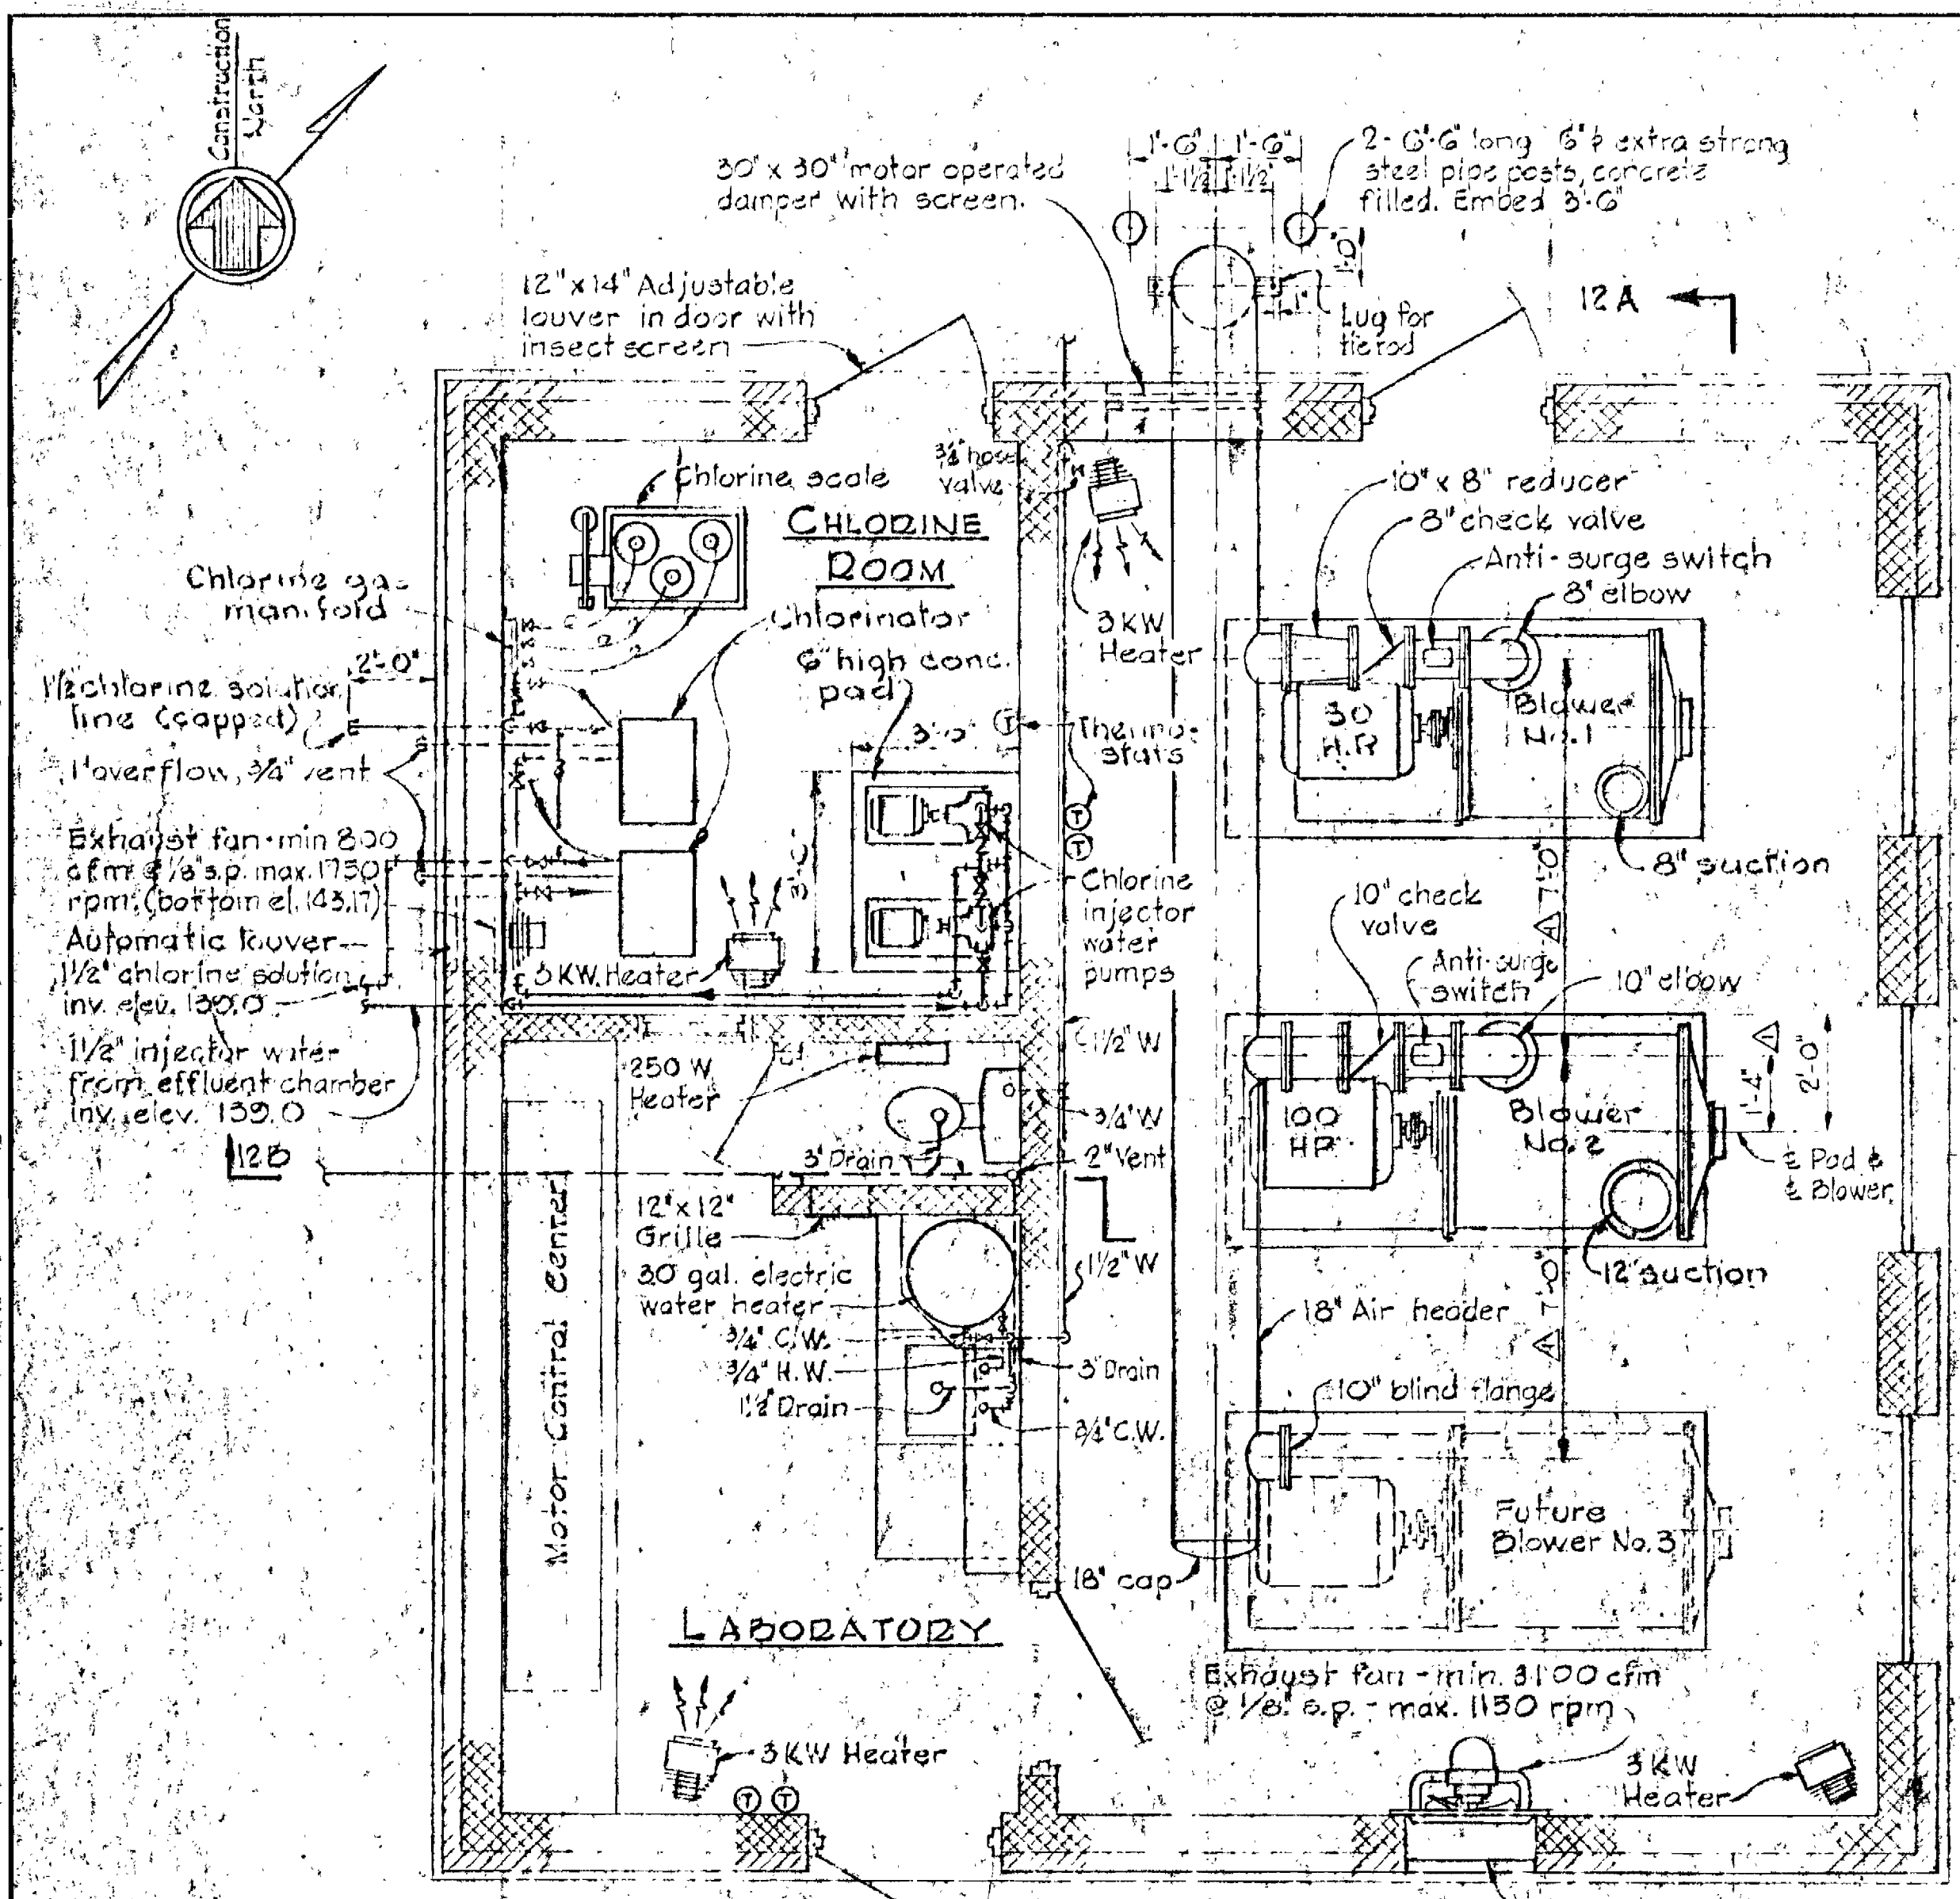 Construction
North
30" x 30" motor operated
damper with screen.
1'-6" 1'-6"
1'-1½" 1'-1½"
2- 6'-6" long 6"ϕ extra strong
steel pipe posts, concrete
filled. Embed 3'-6"
1'-0"
1"
Lug for
tie rod
12A
12" x 14" Adjustable
louver in door with
insect screen
Chlorine scale
3/4" hose
valve
CHLORINE
ROOM
Chlorine gas
manifold
Chlorinator
6" high conc.
pad
3KW
Heater
10" x 8" reducer
8" check valve
Anti-surge switch
8" elbow
2'-0"
1½ chlorine solution
line (capped)
1" overflow, 3/4" vent
3'-0"
T
Thermo-
stats
T
T
30
H.P.
Blower
No. 1
8" suction
7'-0"
Exhaust fan-min 800
cfm @ 1/8" s.p. max. 1750
rpm. (bottom el. 143.17)
Automatic louver
1½" chlorine solution
inv. elev. 139.0
1½" injector water
from effluent chamber
inv. elev. 139.0
3 KW. Heater
Chlorine
injector
water
pumps
10" check
valve
Anti-surge
switch
10" elbow
12B
250 W
Heater
1½" W
3/4" W
2" Vent
3" Drain
100
HP
Blower
No. 2
1'-4"
2'-0"
℄ Pad &
℄ Blower
12" suction
12" x 12"
Grille
30 gal. electric
water heater
3/4" C.W.
3/4" H.W.
1½" Drain
1½" W
3" Drain
3/4" C.W.
18" Air header
7'-0"
10" blind flange
Motor Control Center
Future
Blower No. 3
18" cap
LABORATORY
Exhaust fan - min. 3100 cfm
@ 1/8" s.p. - max. 1150 rpm
3 KW Heater
T T
3 KW
Heater